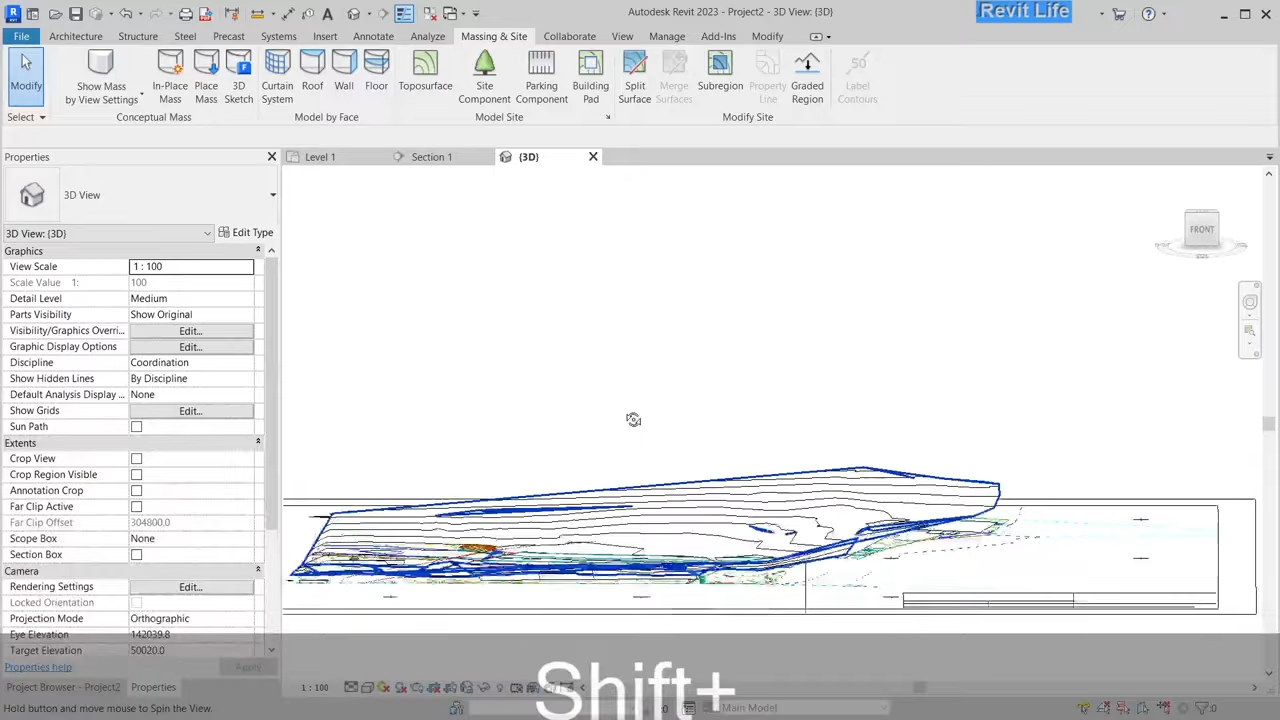 Autodesk Revit 2023 - Project2 - 3D View: {3D}
Revit Life
File Architecture Structure Steel Precast Systems Insert Annotate Analyze Massing & Site Collaborate View Manage Add-Ins Modify
Modify
Show Mass
by View Settings
In-Place
Mass
Place
Mass
3D
Sketch
Curtain
System
Roof
Wall
Floor
Toposurface
Site
Component
Parking
Component
Building
Pad
Split
Surface
Merge
Surfaces
Subregion
Property
Line
Graded
Region
50
Label
Contours
Select
Conceptual Mass
Model by Face
Model Site
Modify Site
Properties
Level 1
Section 1
{3D}
3D View
3D View: {3D}
Edit Type
Graphics
View Scale 1 : 100
Scale Value 1: 100
Detail Level Medium
Parts Visibility Show Original
Visibility/Graphics Overri... Edit...
Graphic Display Options Edit...
Discipline Coordination
Show Hidden Lines By Discipline
Default Analysis Display ... None
Show Grids Edit...
Sun Path
Extents
Crop View
Crop Region Visible
Annotation Crop
Far Clip Active
Far Clip Offset 304800.0
Scope Box None
Section Box
Camera
Rendering Settings Edit...
Locked Orientation
Projection Mode Orthographic
Eye Elevation 142039.8
Target Elevation 50020.0
Properties help
Apply
Project Browser - Project2
Properties
FRONT
1 : 100
Shift+
Hold button and move mouse to Spin the View.
:0
Main Model
:0